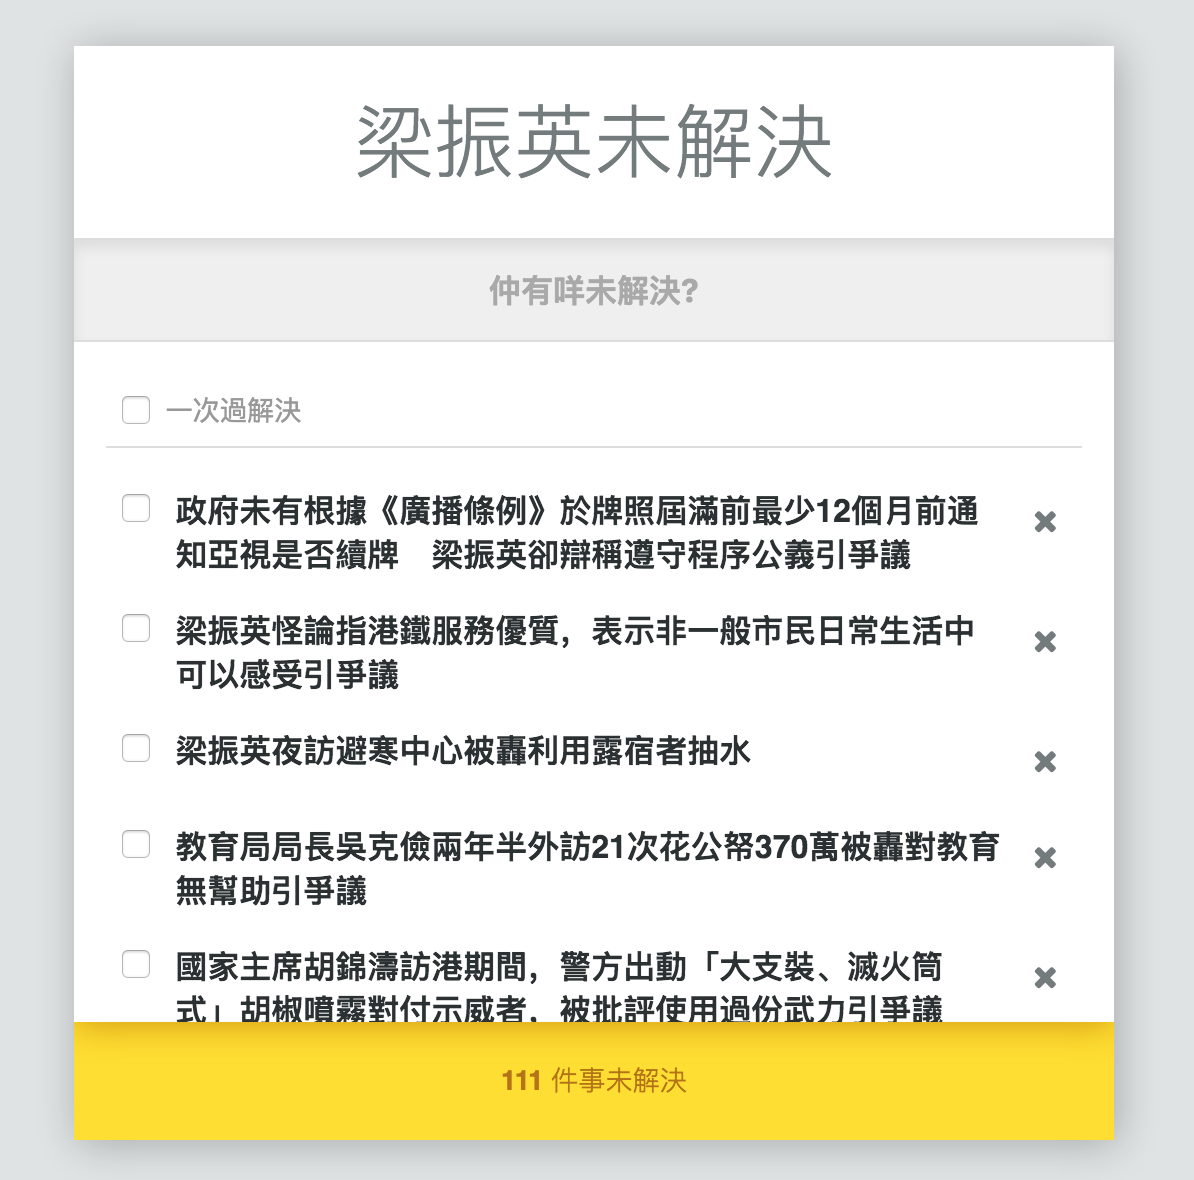 梁振英未解決
仲有咩未解決?
一次過解決
政府未有根據《廣播條例》於牌照屆滿前最少12個月前通
知亞視是否續牌　梁振英卻辯稱遵守程序公義引爭議
梁振英怪論指港鐵服務優質，表示非一般市民日常生活中
可以感受引爭議
梁振英夜訪避寒中心被轟利用露宿者抽水
教育局局長吳克儉兩年半外訪21次花公帑370萬被轟對教育
無幫助引爭議
國家主席胡錦濤訪港期間，警方出動「大支裝、滅火筒
式」胡椒噴霧對付示威者，被批評使用過份武力引爭議
111 件事未解決